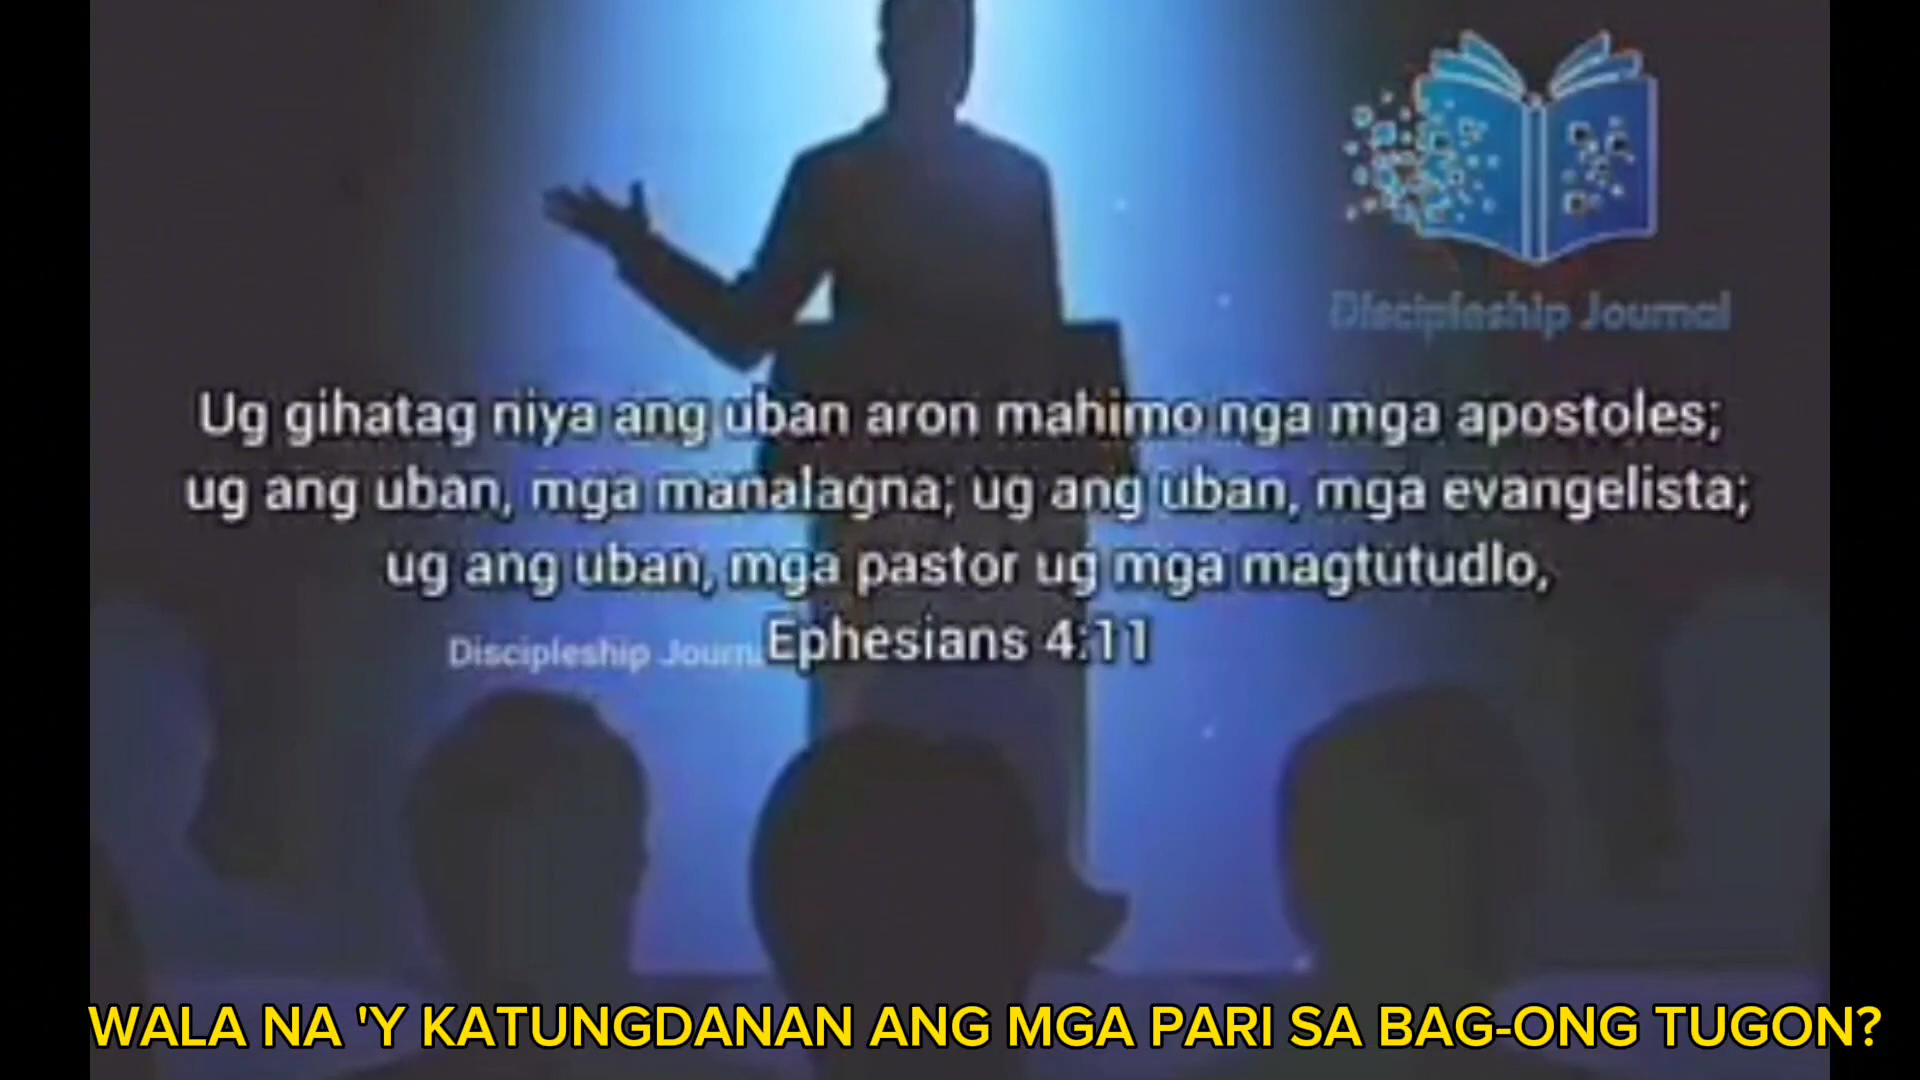 Discipleship Journal
Ug gihatag niya ang uban aron mahimo nga mga apostoles;
ug ang uban, mga manalagna; ug ang uban, mga evangelista;
ug ang uban, mga pastor ug mga magtutudlo,
Discipleship Journ
Ephesians 4:11
WALA NA 'Y KATUNGDANAN ANG MGA PARI SA BAG-ONG TUGON?